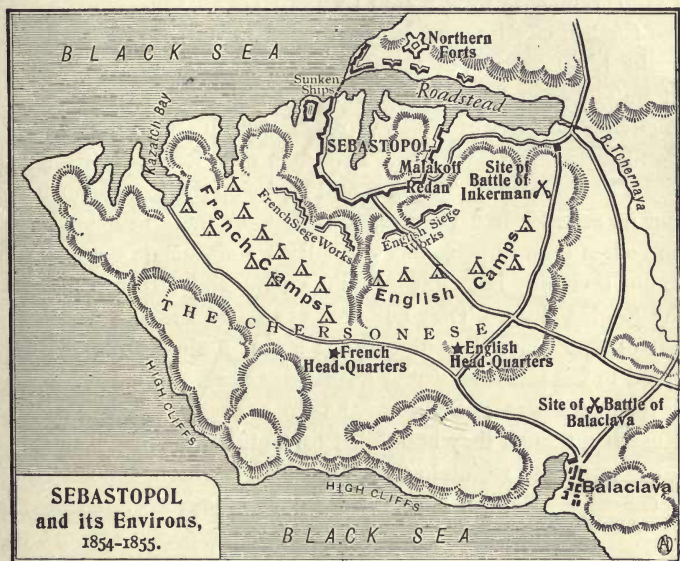 BLACK SEA
Northern
Forts
Sunken
Ships
Roadstead
Kazatch Bay
SEBASTOPOL
R. Tchernaya
Malakoff
Redan
Site of
Battle of
Inkerman
French Siege Works
English Siege
Works
French Camps
English Camps
THE CHERSONESE
French
Head-Quarters
English
Head-Quarters
HIGH CLIFFS
Site of Battle of
Balaclava
Balaclava
HIGH CLIFFS
SEBASTOPOL
and its Environs,
1854-1855.
BLACK SEA